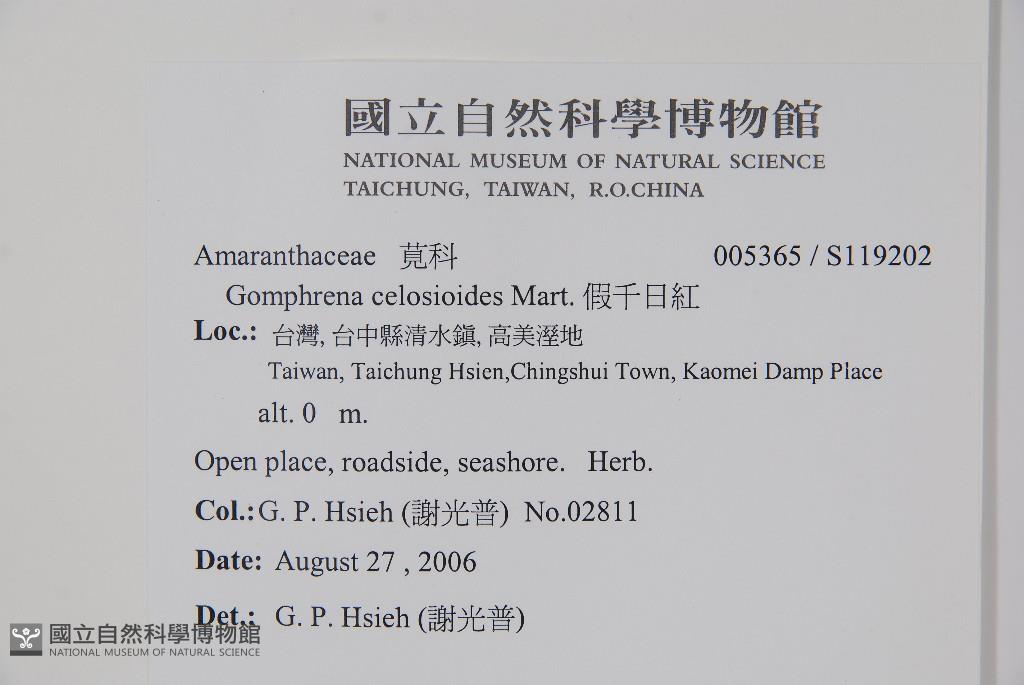 國立自然科學博物館
NATIONAL MUSEUM OF NATURAL SCIENCE
TAICHUNG, TAIWAN, R.O.CHINA
Amaranthaceae 莧科 005365 / S119202
Gomphrena celosioides Mart. 假千日紅
Loc.: 台灣, 台中縣清水鎮, 高美溼地
Taiwan, Taichung Hsien,Chingshui Town, Kaomei Damp Place
alt. 0 m.
Open place, roadside, seashore. Herb.
Col.:G. P. Hsieh (謝光普) No.02811
Date: August 27 , 2006
Det.: G. P. Hsieh (謝光普)
國立自然科學博物館
NATIONAL MUSEUM OF NATURAL SCIENCE